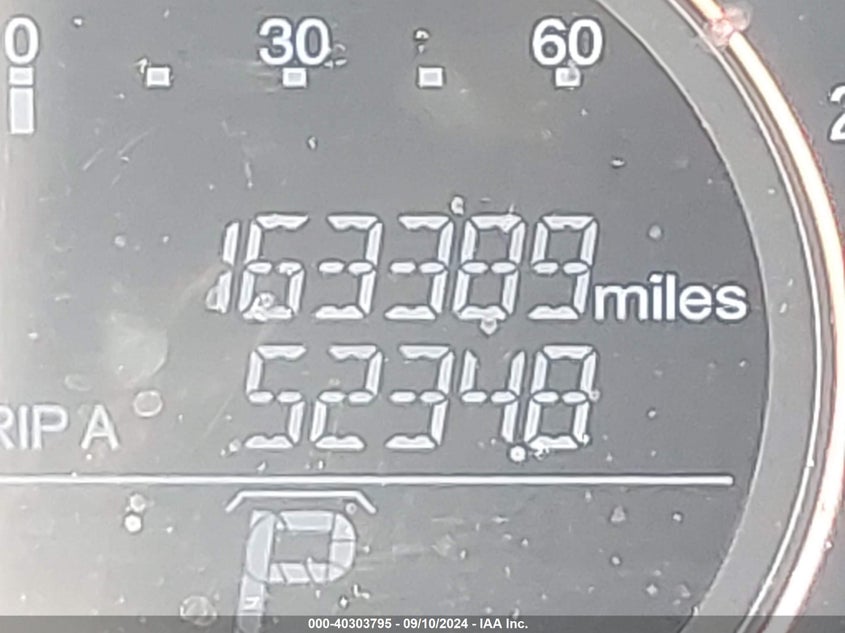 0 30 60
163389 miles
RIP A 5234.8
P
000-40303795 - 09/10/2024 - IAA Inc.